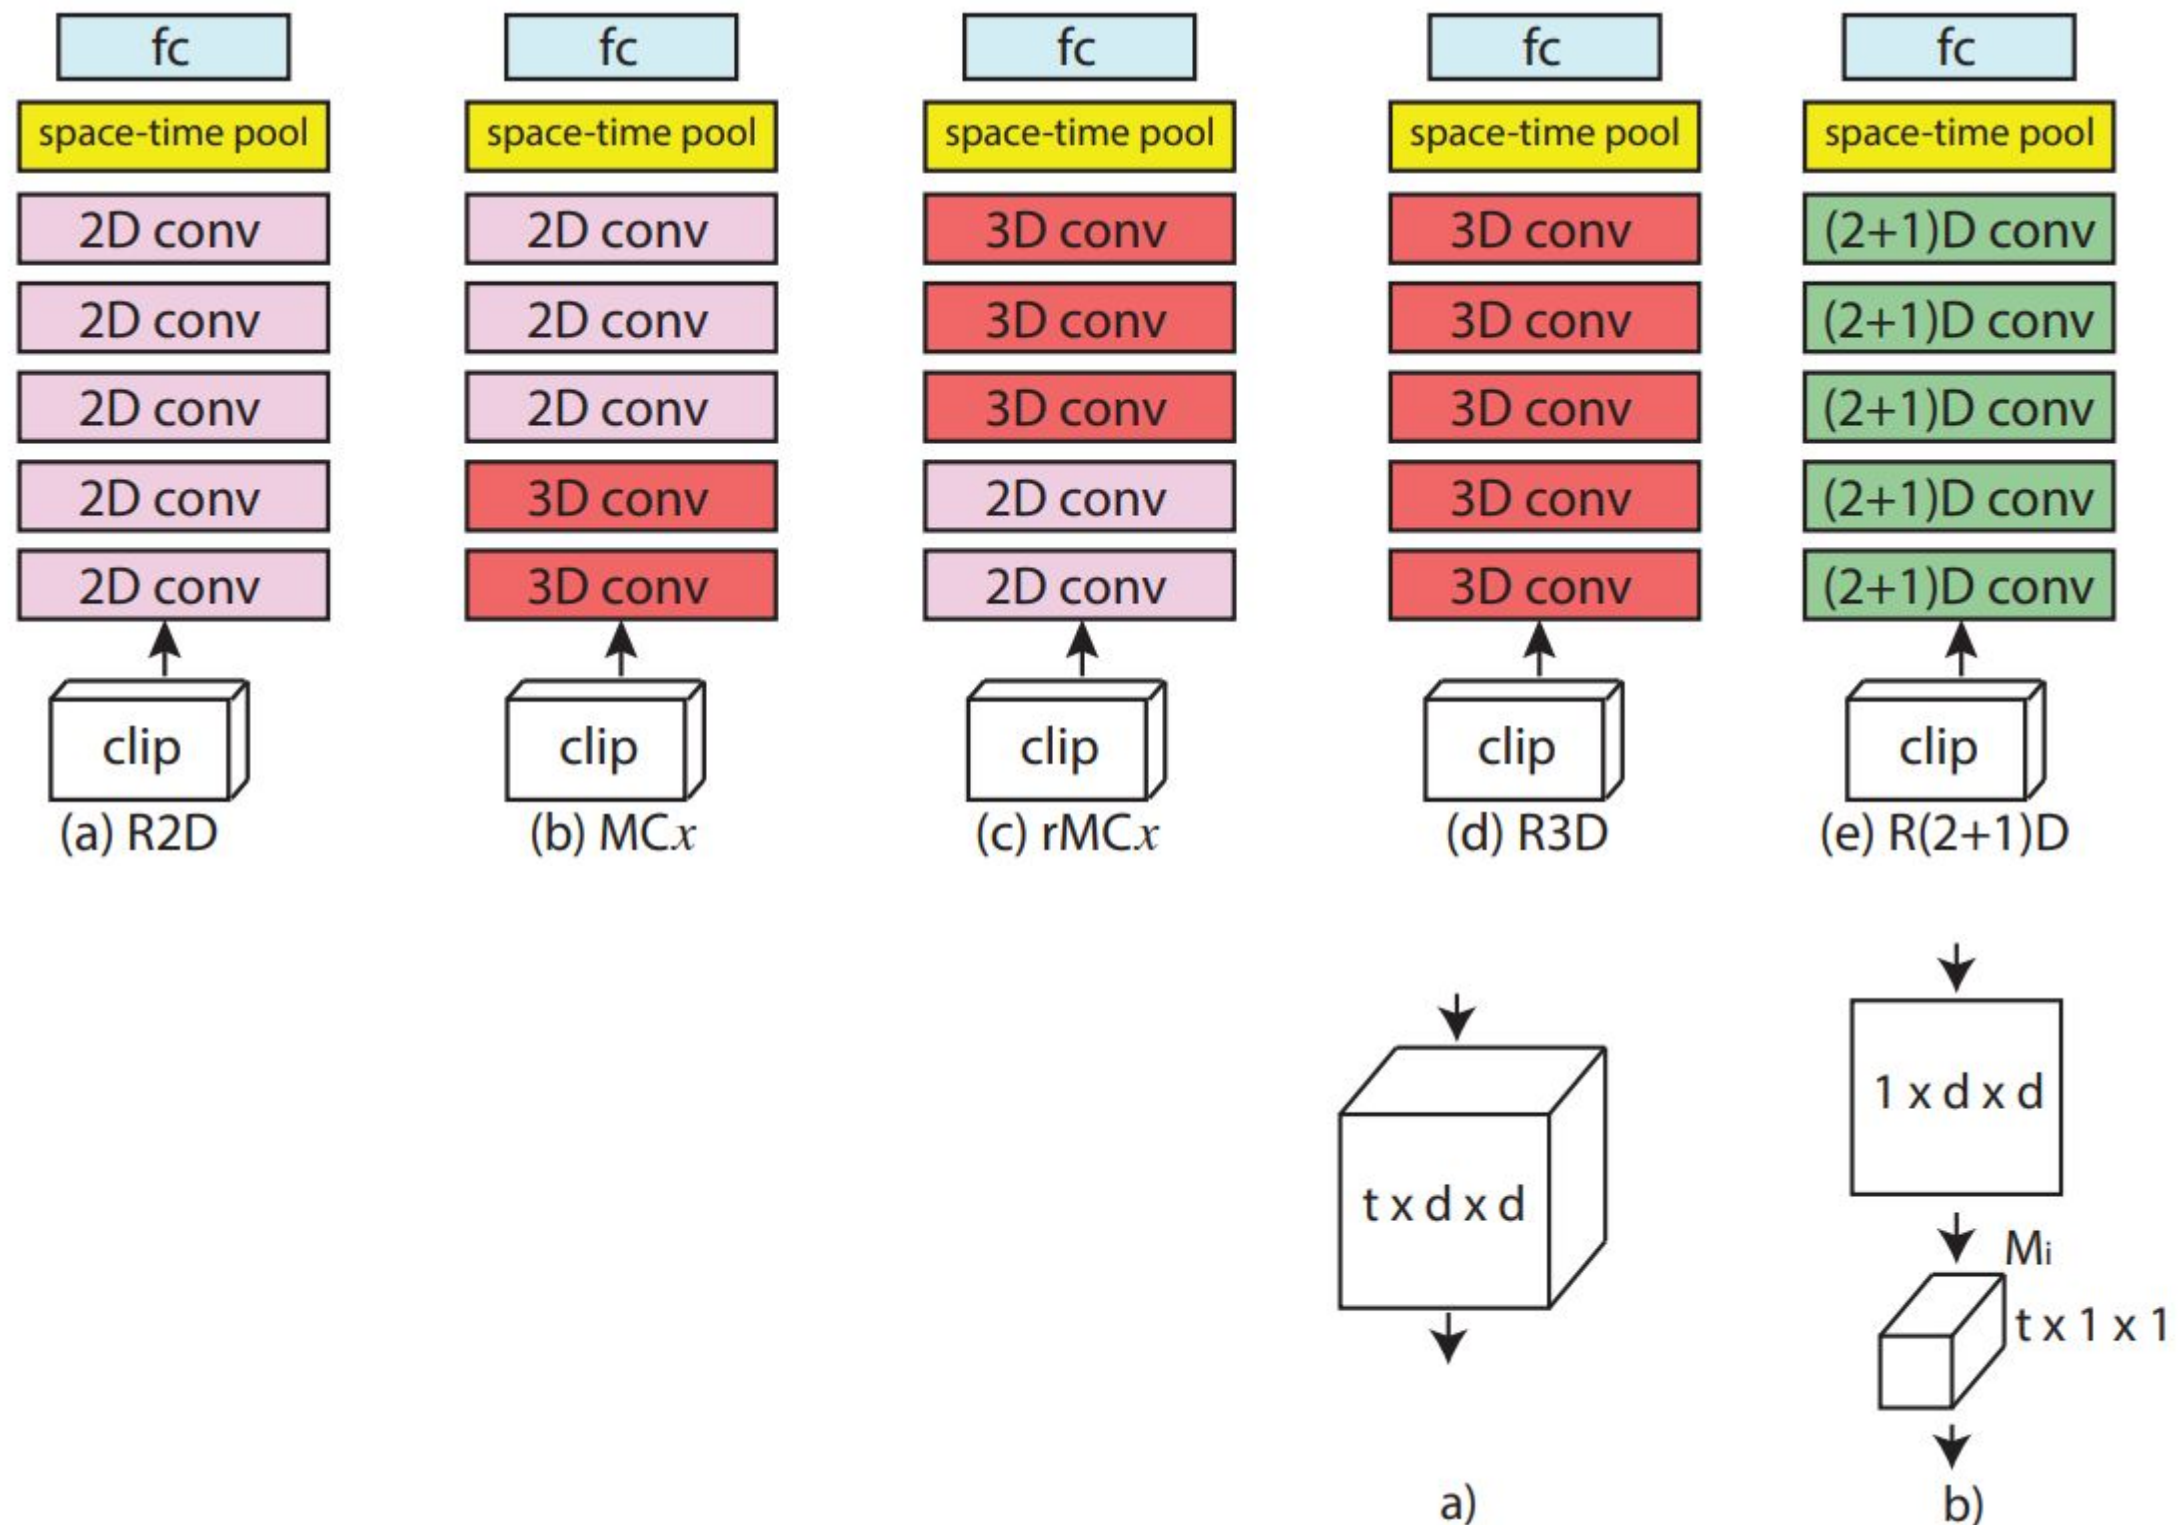 fc fc fc fc fc
space-time pool space-time pool space-time pool space-time pool space-time pool
2D conv 2D conv 3D conv 3D conv (2+1)D conv
2D conv 2D conv 3D conv 3D conv (2+1)D conv
2D conv 2D conv 3D conv 3D conv (2+1)D conv
2D conv 3D conv 2D conv 3D conv (2+1)D conv
2D conv 3D conv 2D conv 3D conv (2+1)D conv
clip clip clip clip clip
(a) R2D (b) MCx (c) rMCx (d) R3D (e) R(2+1)D
1 x d x d
t x d x d
Mi
t x 1 x 1
a) b)